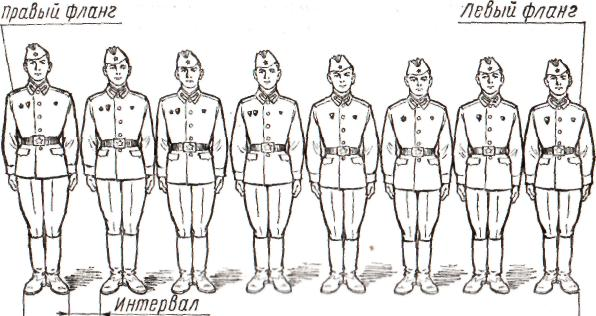 Правый фланг
Левый фланг
Интервал